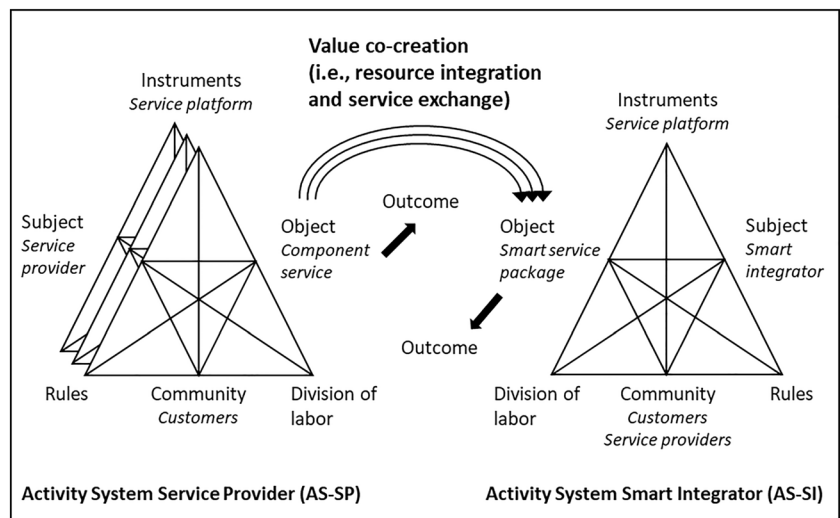 Value co-creation
(i.e., resource integration
and service exchange)
Instruments
Service platform
Subject
Service
provider
Object
Component
service
Outcome
Rules
Community
Customers
Division of
labor
Activity System Service Provider (AS-SP)
Instruments
Service platform
Object
Smart service
package
Subject
Smart
integrator
Outcome
Division of
labor
Community
Customers
Service providers
Rules
Activity System Smart Integrator (AS-SI)